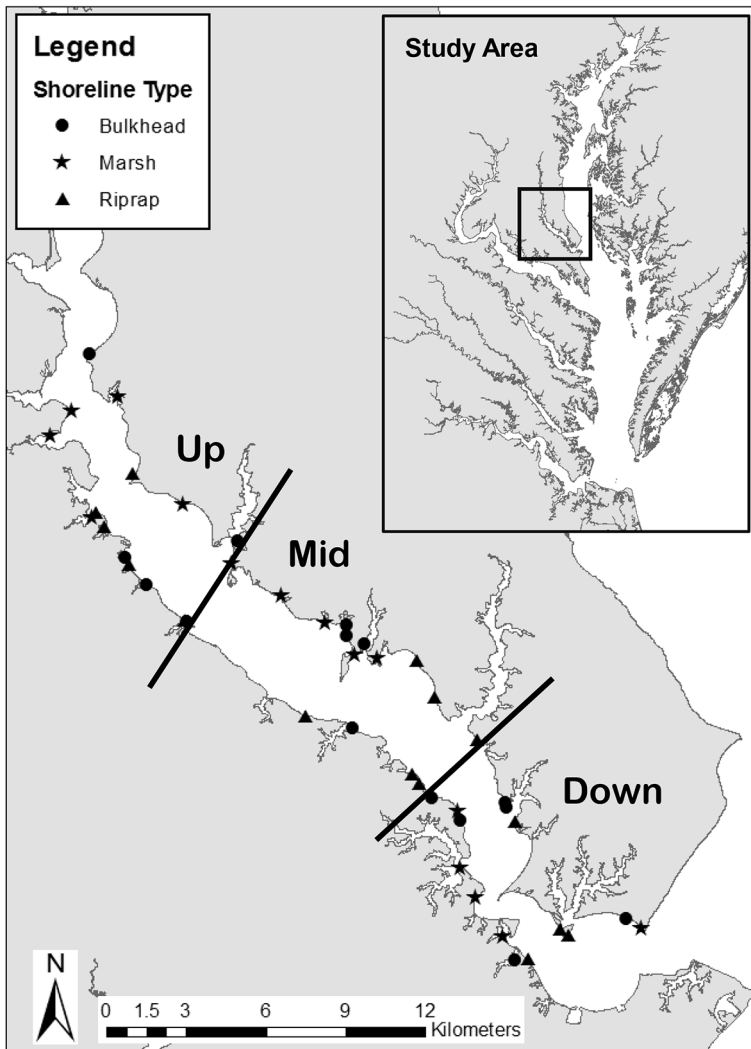 Legend
Shoreline Type
Bulkhead
Marsh
Riprap
Study Area
Up
Mid
Down
N
0 1.5 3 6 9 12
Kilometers